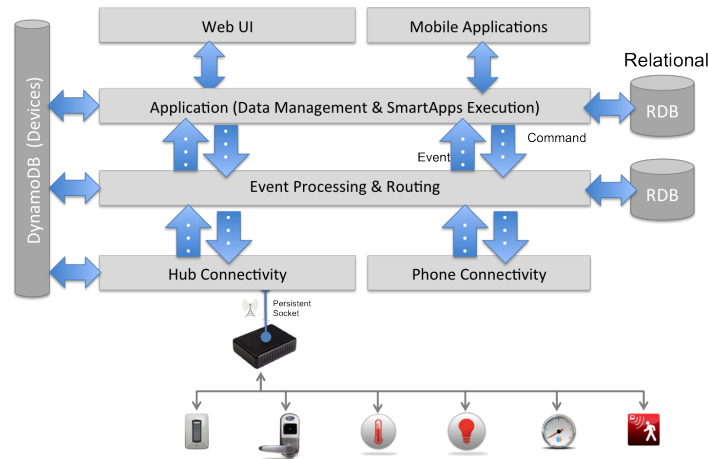 Web UI
Mobile Applications
Relational
DynamoDB (Devices)
Application (Data Management & SmartApps Execution)
RDB
Event
Command
Event Processing & Routing
RDB
Hub Connectivity
Phone Connectivity
Persistent
Socket